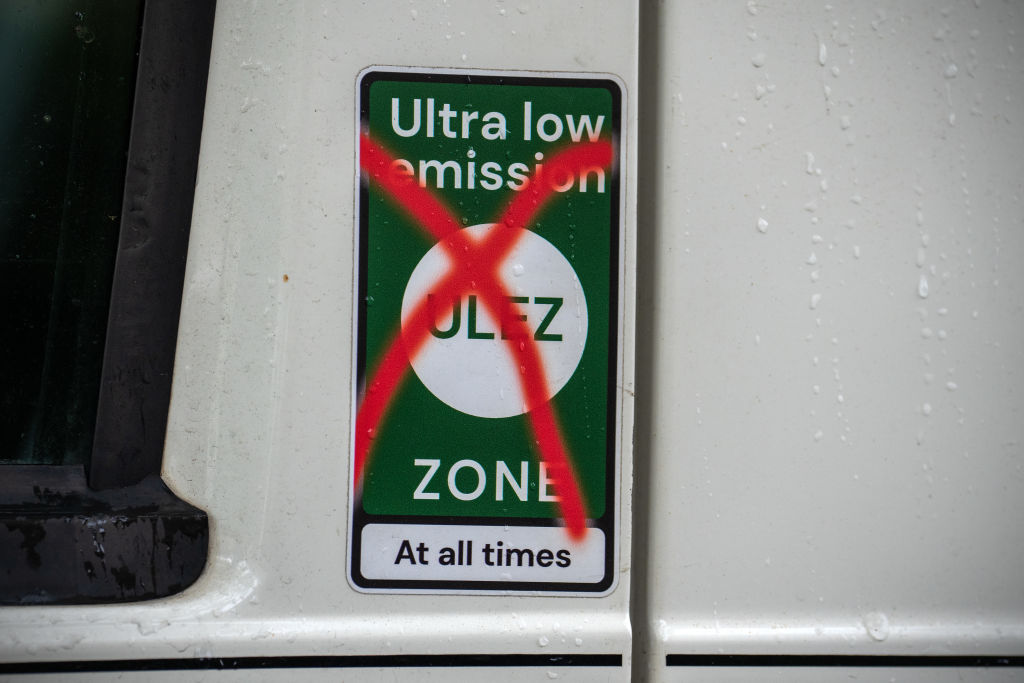 Ultra low
emission
ULEZ
ZONE
At all times